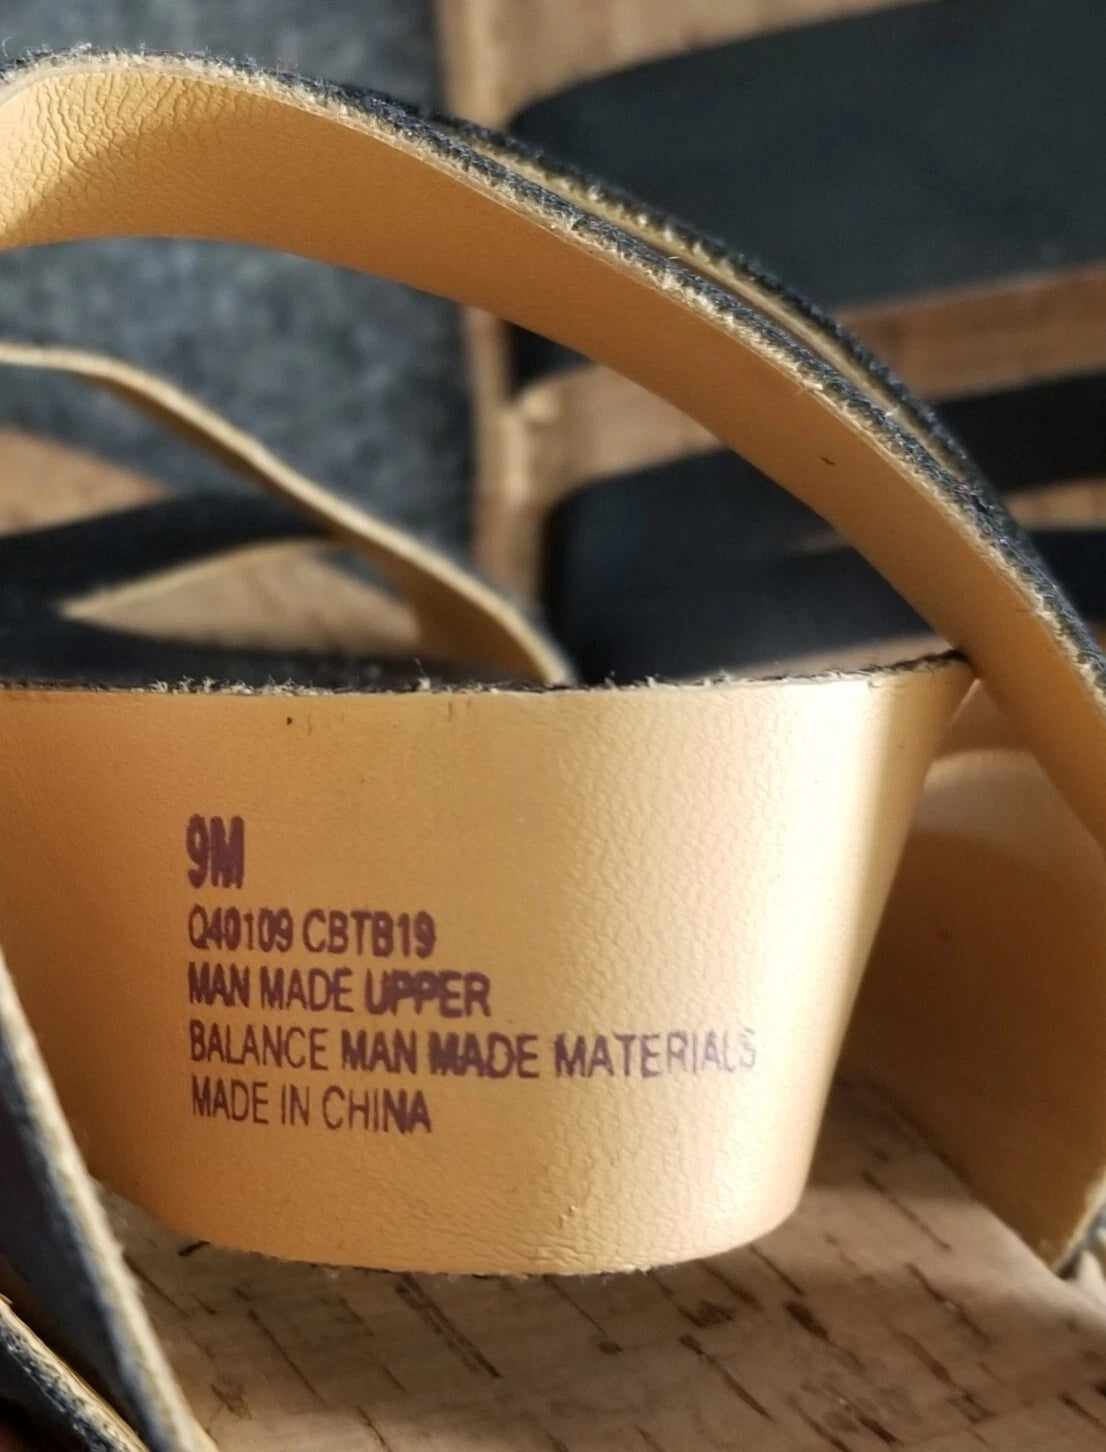 9M
Q40109 CBTB19
MAN MADE UPPER
BALANCE MAN MADE MATERIALS
MADE IN CHINA